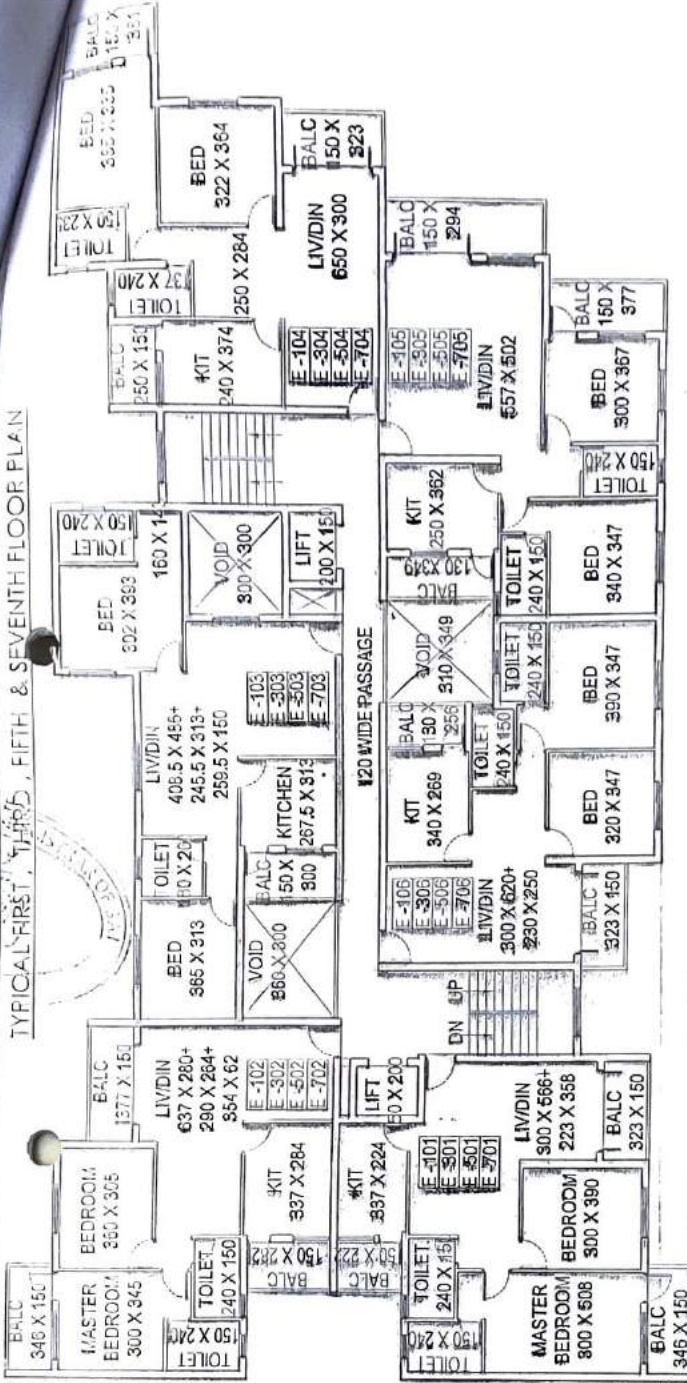 TYPICAL FIRST, THIRD, FIFTH & SEVENTH FLOOR PLAN
BALC
346 X 150
MASTER
BEDROOM
300 X 345
BEDROOM
360 X 305
BALC
1377 X 150
TOILET
150 X 240
TOILET
240 X 150
LIV/DIN
637 X 280+
290 X 264+
354 X 62
E -102
E -302
E -502
E -702
KIT
337 X 284
BALC
150 X 282
BED
365 X 313
TOILET
VOID
360 X 300
BALC
150 X
300
KITCHEN
267.5 X 313
LIV/DIN
408.5 X 486+
245.5 X 313+
259.5 X 150
E -103
E -303
E -503
E -703
BED
302 X 393
TOILET
150 X 240
VOID
300 X 300
LIFT
200 X 150
BALC
250 X 150
KIT
240 X 374
TOILET
137 X 240
TOILET
BED
BALC
BED
322 X 364
250 X 284
LIV/DIN
650 X 300
BALC
150 X
323
E -104
E -304
E -504
E -704
120 WIDE PASSAGE
LIFT
KIT
337 X 224
BALC
E -101
E -301
E -501
E -701
LIV/DIN
300 X 566+
223 X 358
TOILET
240 X 150
TOILET
150 X 240
MASTER
BEDROOM
300 X 508
BEDROOM
300 X 390
BALC
323 X 150
BALC
346 X 150
DN
UP
E -106
E -306
E -506
E -706
LIV/DIN
300 X 620+
230 X 250
BALC
323 X 150
KIT
340 X 269
BALC
130 X
256
TOILET
240 X 150
BED
320 X 347
VOID
310 X 349
TOILET
240 X 150
BED
390 X 347
BALC
130 X 349
KIT
250 X 362
TOILET
240 X 150
BED
340 X 347
E -105
E -305
E -505
E -705
LIV/DIN
557 X 502
BALC
150 X
294
TOILET
150 X 240
BED
300 X 367
BALC
150 X
377